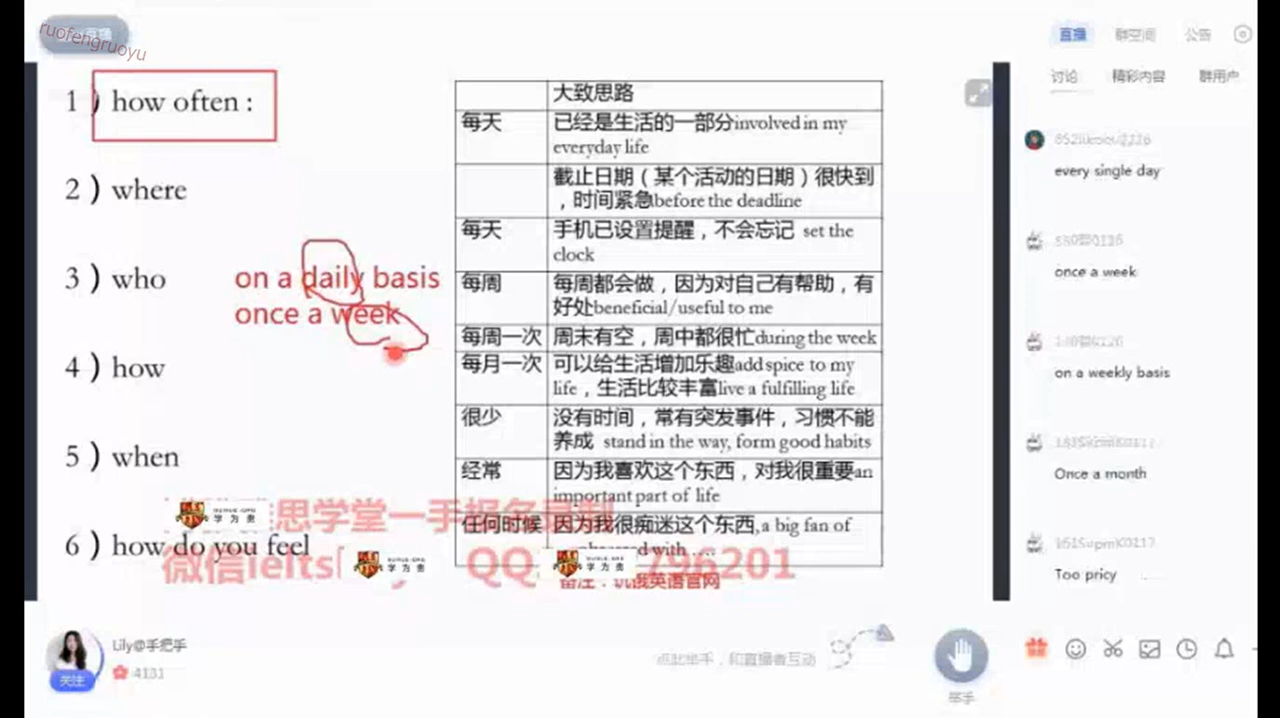 ruofengruoyu
直播
群空间
公告
讨论
精彩内容
群用户
1）how often :
2）where
3）who
on a daily basis
once a week
4）how
5）when
6）how do you feel
大致思路
每天
已经是生活的一部分involved in my
everyday life
截止日期（某个活动的日期）很快到
，时间紧急before the deadline
每天
手机已设置提醒，不会忘记 set the
clock
每周
每周都会做，因为对自己有帮助，有
好处beneficial/useful to me
每周一次
周末有空，周中都很忙during the week
每月一次
可以给生活增加乐趣add spice to my
life，生活比较丰富live a fulfilling life
很少
没有时间，常有突发事件，习惯不能
养成 stand in the way, form good habits
经常
因为我喜欢这个东西，对我很重要an
important part of life
任何时候
因为我很痴迷这个东西,a big fan of
with .....
思学堂一手报名
微信ielts
QQ
796201
学为贵
学为贵
学为贵
英语官网
every single day
once a week
on a weekly basis
Once a month
Too pricy
Lily@手把手
4131
关注
点此举手，和直播者互动
举手